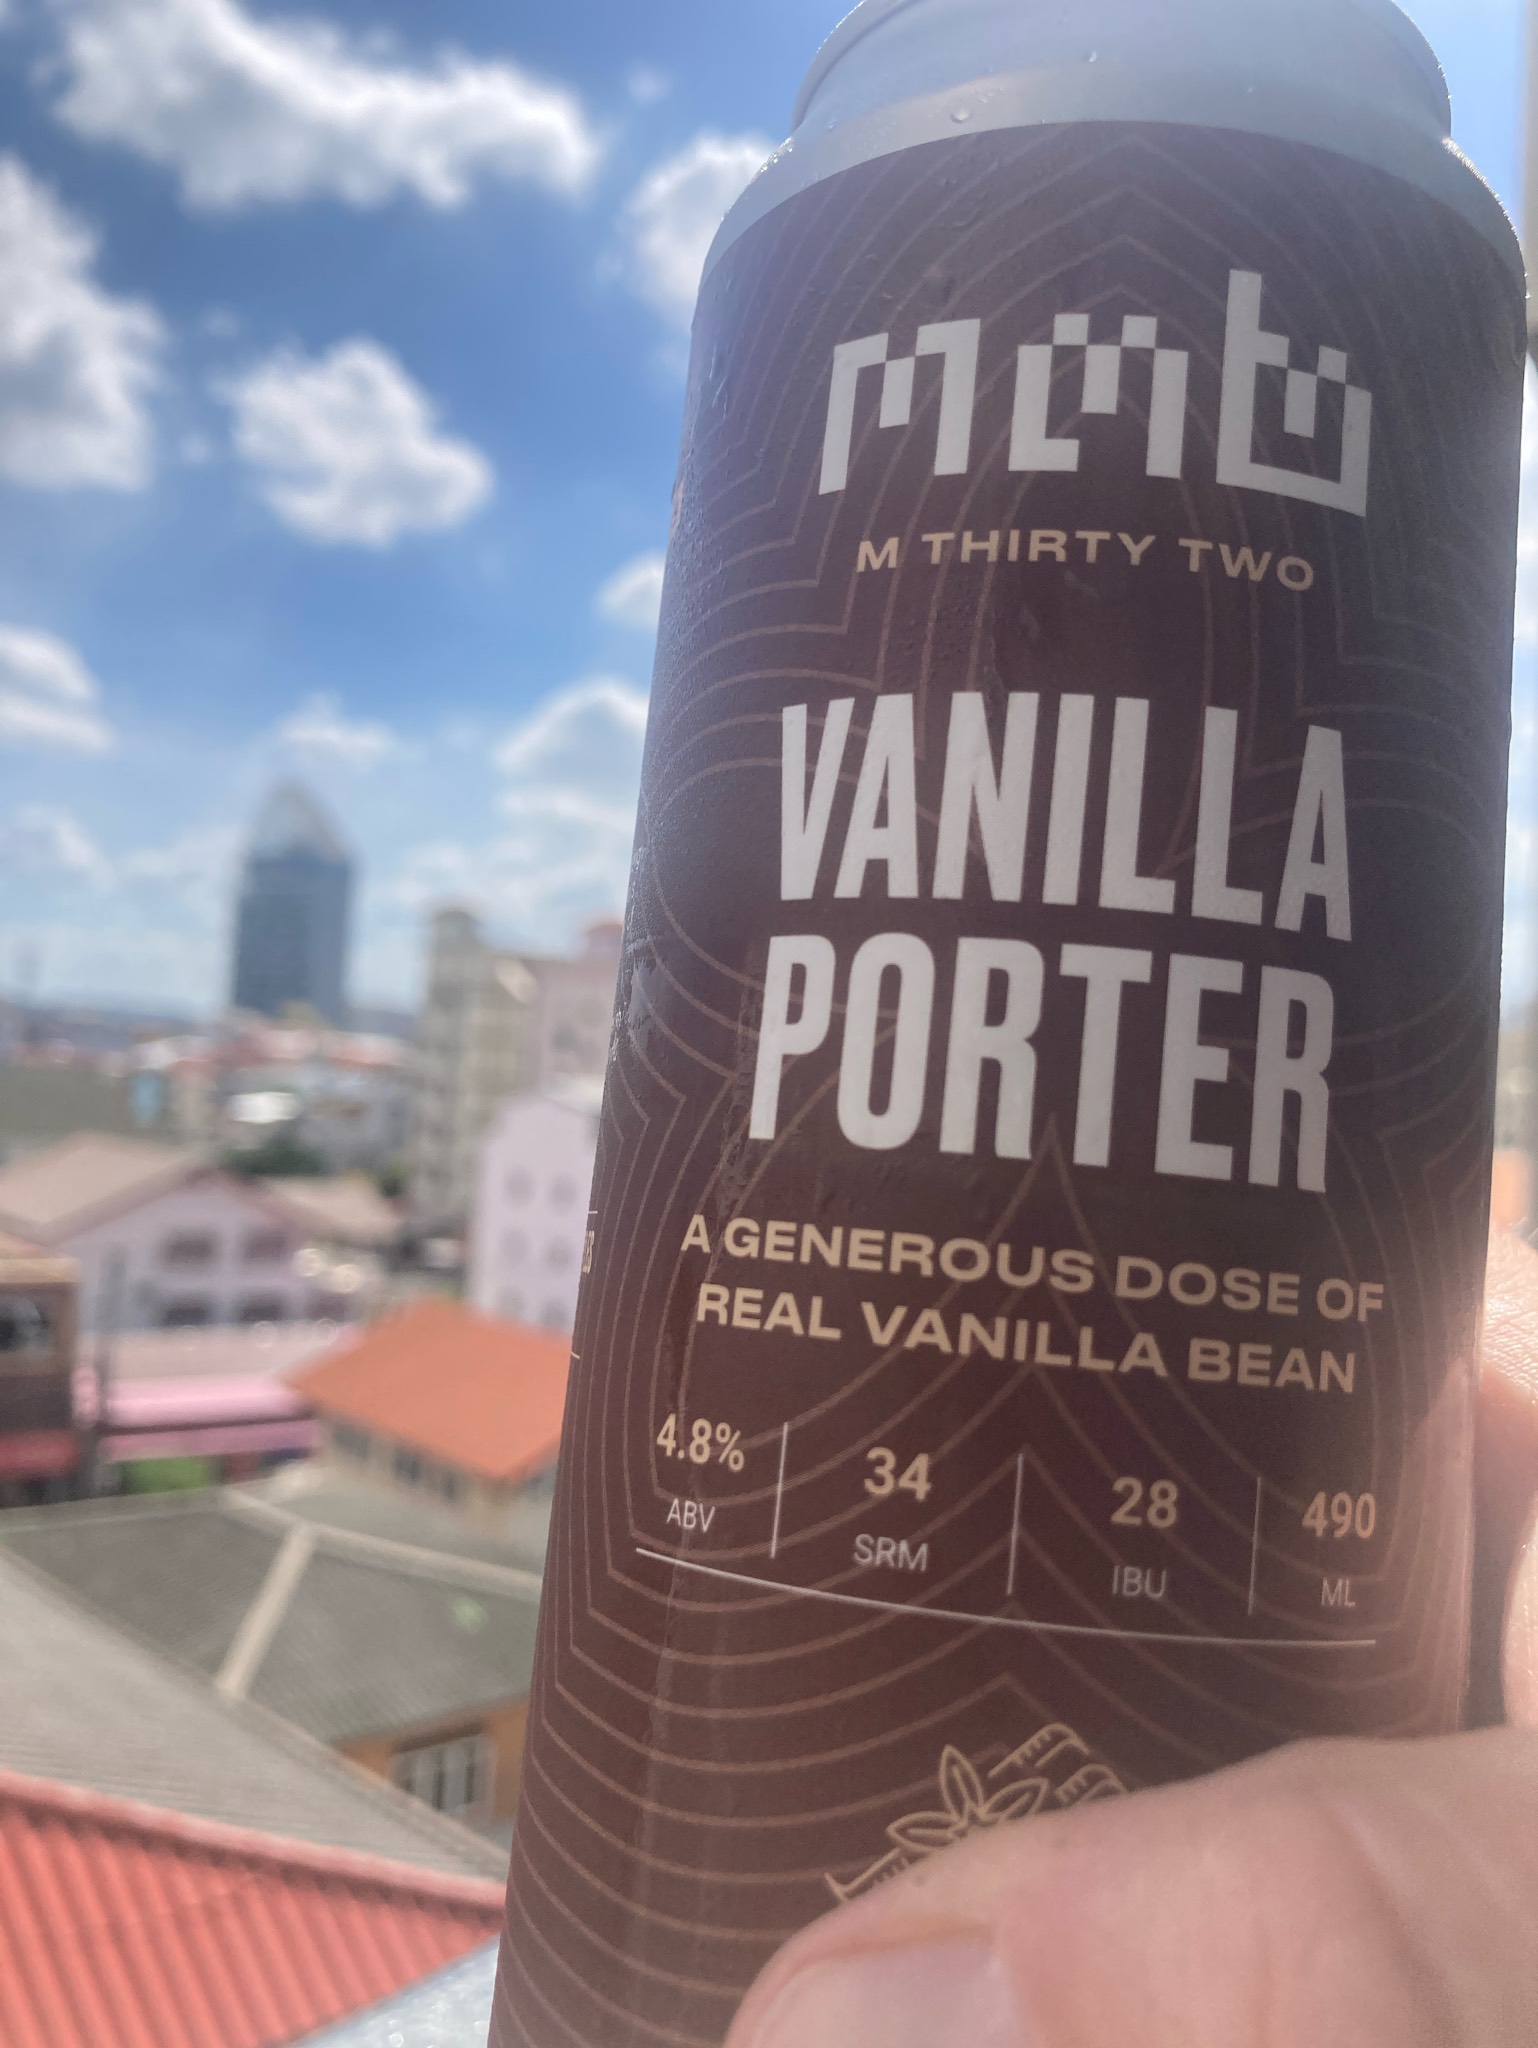 M THIRTY TWO
VANILLA
PORTER
A GENEROUS DOSE OF
REAL VANILLA BEAN
4.8% 34 28 490
ABV SRM IBU ML